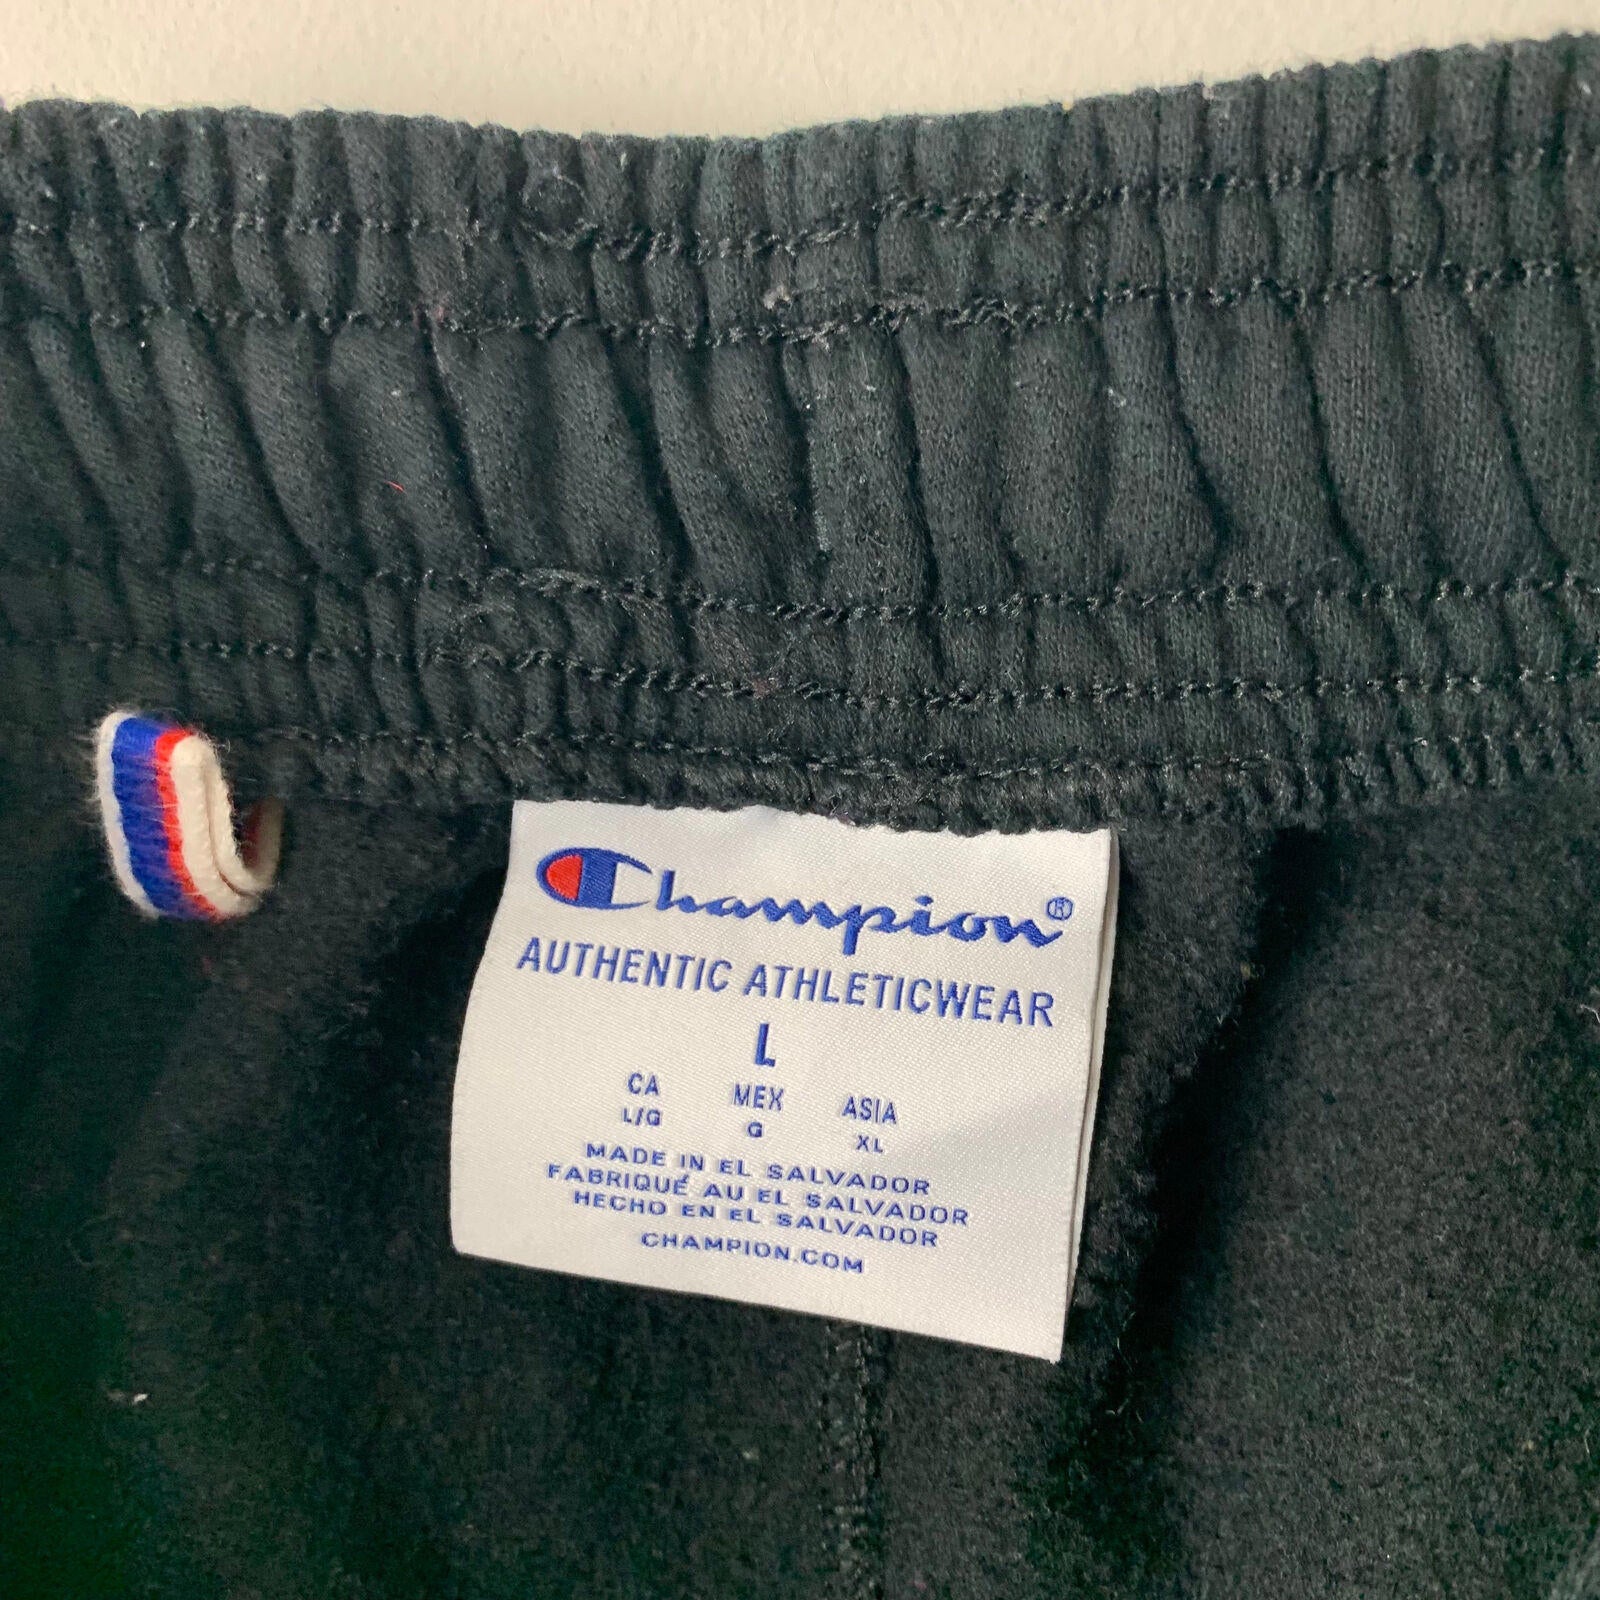 Champion®
AUTHENTIC ATHLETICWEAR
L
CA MEX ASIA
L/G G XL
MADE IN EL SALVADOR
FABRIQUÉ AU EL SALVADOR
HECHO EN EL SALVADOR
CHAMPION.COM